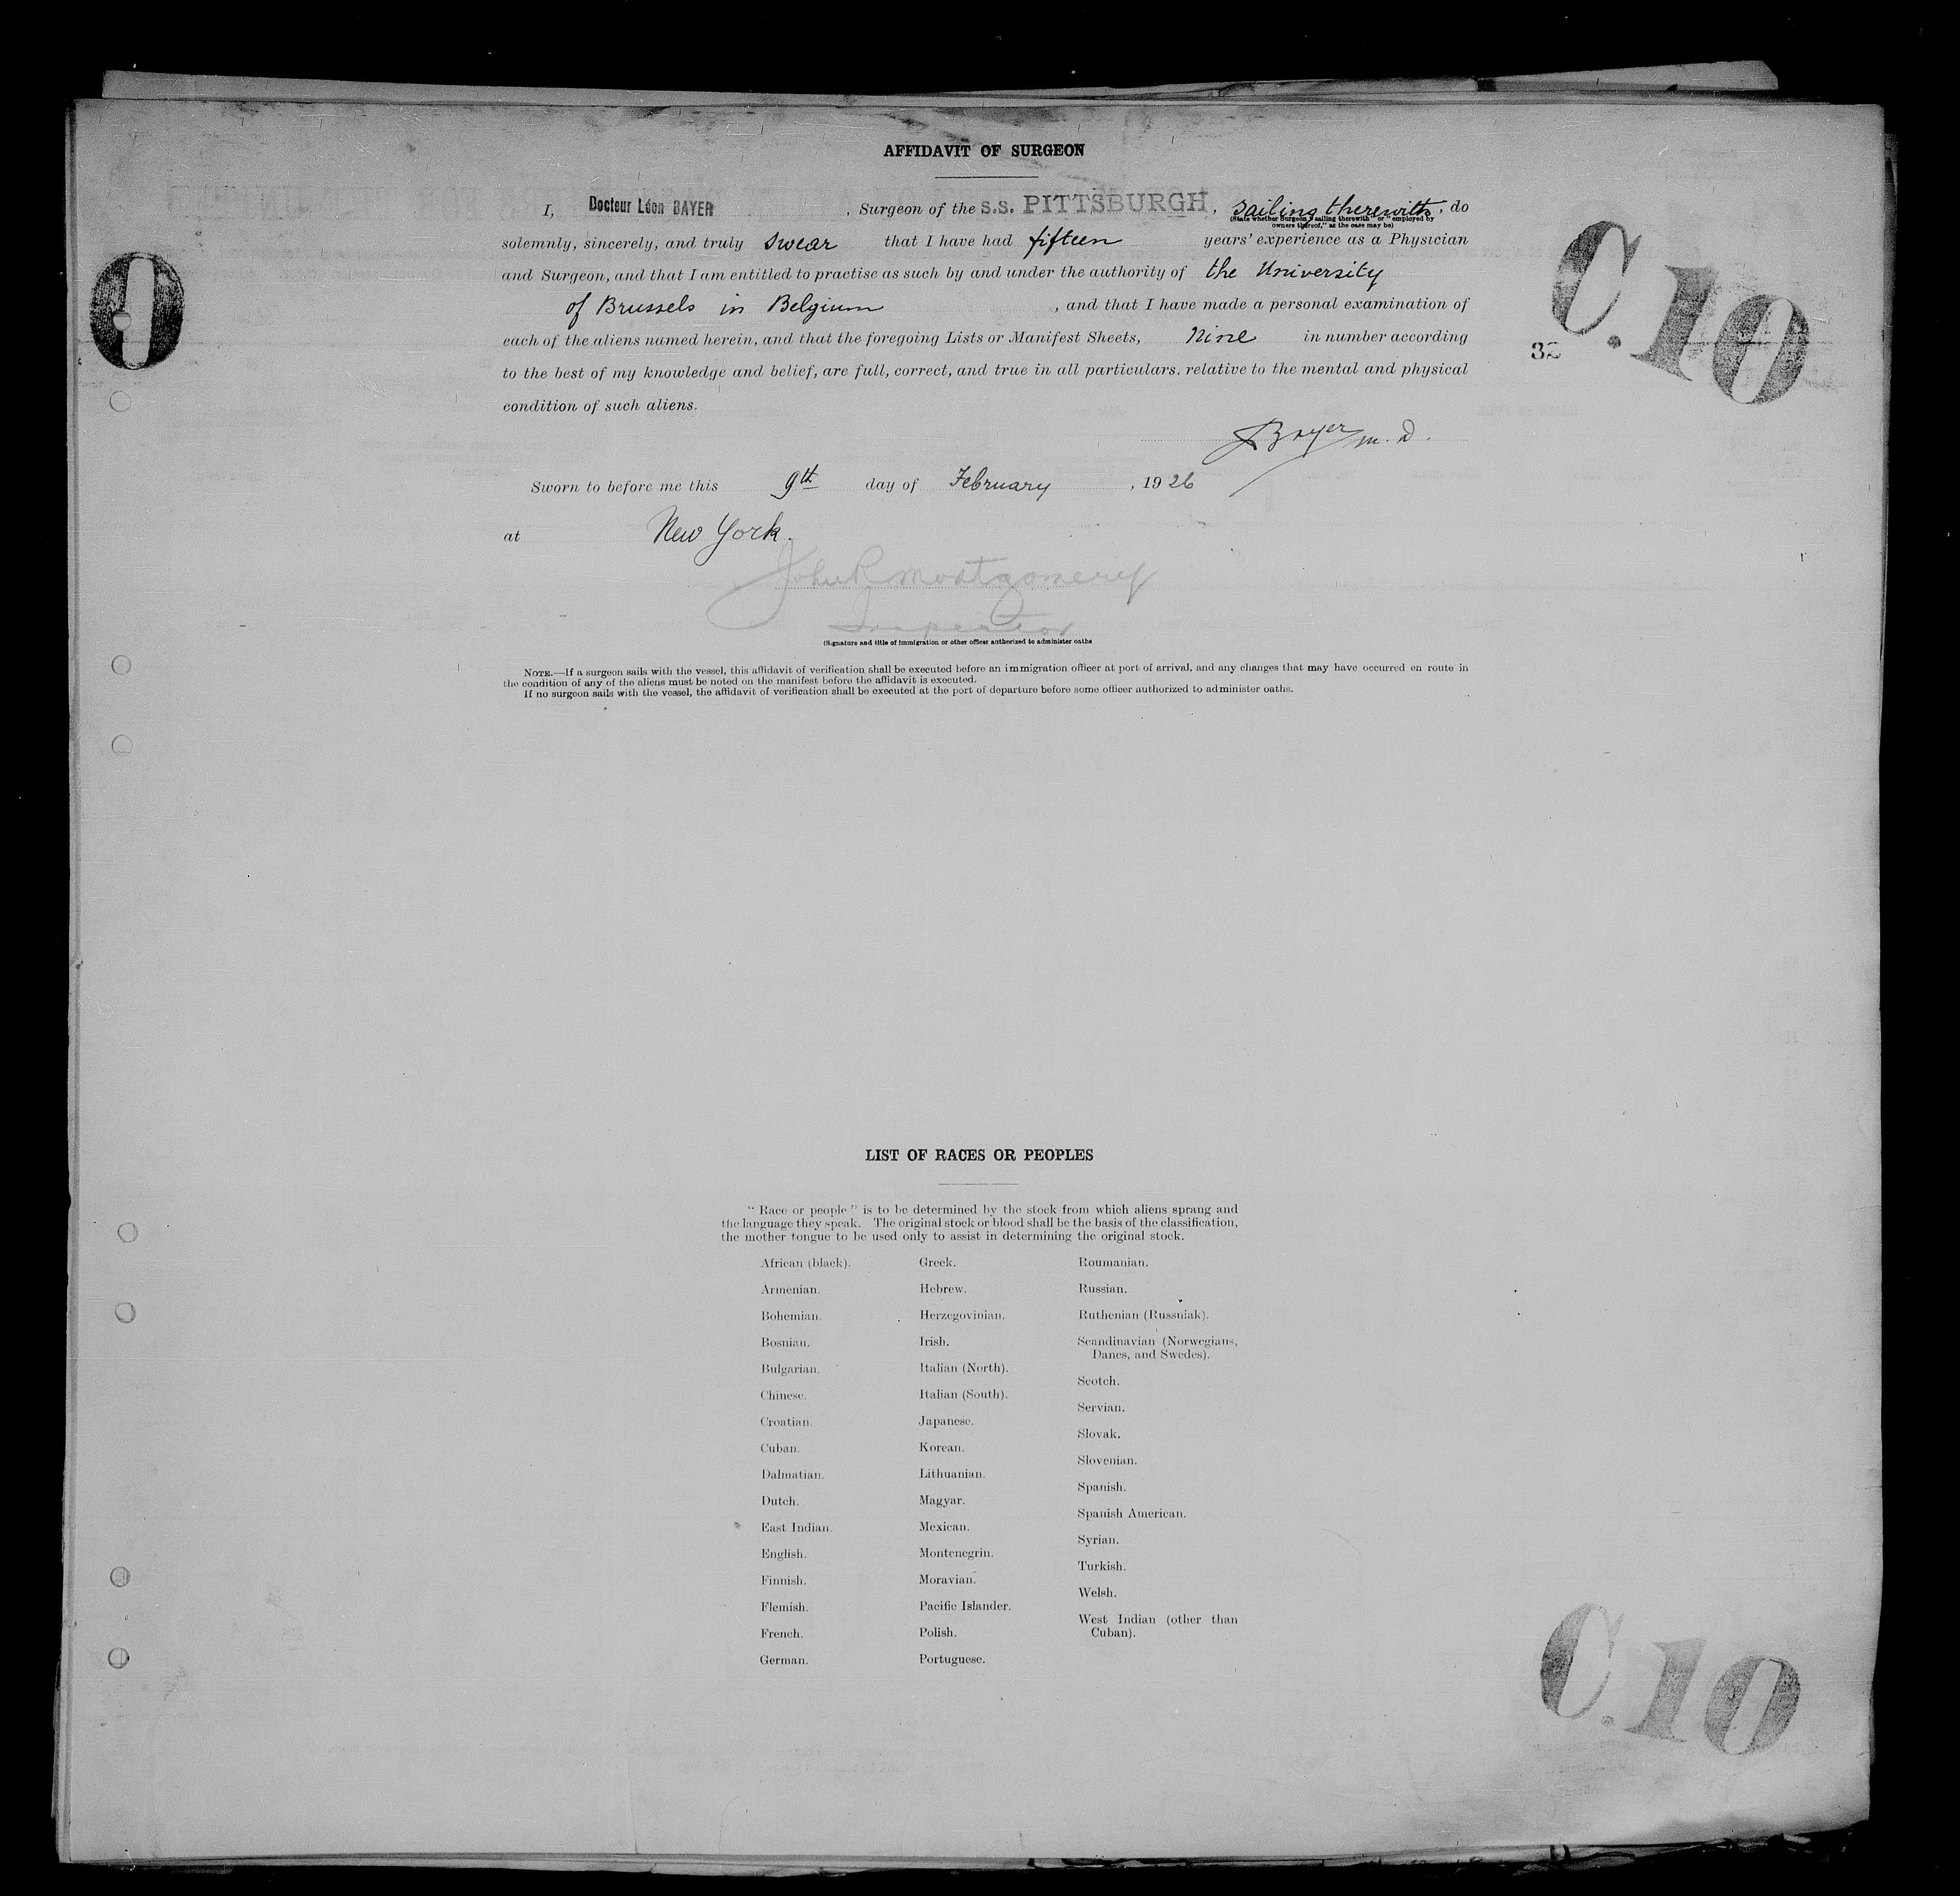 AFFIDAVIT OF SURGEON
I, Docteur Léon BAYER, Surgeon of the S.S. PITTSBURGH, sailing therewith, do
(State whether Surgeon "sailing therewith" or "employed by
owners thereof," as the case may be)
solemnly, sincerely, and truly swear that I have had fifteen years' experience as a Physician
and Surgeon, and that I am entitled to practise as such by and under the authority of the University
of Brussels in Belgium, and that I have made a personal examination of
each of the aliens named herein, and that the foregoing Lists or Manifest Sheets, Nine in number according
to the best of my knowledge and belief, are full, correct, and true in all particulars, relative to the mental and physical
condition of such aliens.
C.10
0
32
Bayer m. D.
Sworn to before me this 9th day of February, 1926
at New York.
John R Montgomery
Inspector
(Signature and title of immigration or other officer authorized to administer oaths
NOTE.—If a surgeon sails with the vessel, this affidavit of verification shall be executed before an immigration officer at port of arrival, and any changes that may have occurred en route in
the condition of any of the aliens must be noted on the manifest before the affidavit is executed.
If no surgeon sails with the vessel, the affidavit of verification shall be executed at the port of departure before some officer authorized to administer oaths.
LIST OF RACES OR PEOPLES
"Race or people" is to be determined by the stock from which aliens sprang and
the language they speak. The original stock or blood shall be the basis of the classification,
the mother tongue to be used only to assist in determining the original stock.
African (black).
Armenian.
Bohemian.
Bosnian.
Bulgarian.
Chinese.
Croatian.
Cuban.
Dalmatian.
Dutch.
East Indian.
English.
Finnish.
Flemish.
French.
German.
Greek.
Hebrew.
Herzegovinian.
Irish.
Italian (North).
Italian (South).
Japanese.
Korean.
Lithuanian.
Magyar.
Mexican.
Montenegrin.
Moravian.
Pacific Islander.
Polish.
Portuguese.
Roumanian.
Russian.
Ruthenian (Russniak).
Scandinavian (Norwegians,
Danes, and Swedes).
Scotch.
Servian.
Slovak.
Slovenian.
Spanish.
Spanish American.
Syrian.
Turkish.
Welsh.
West Indian (other than
Cuban).
C.10